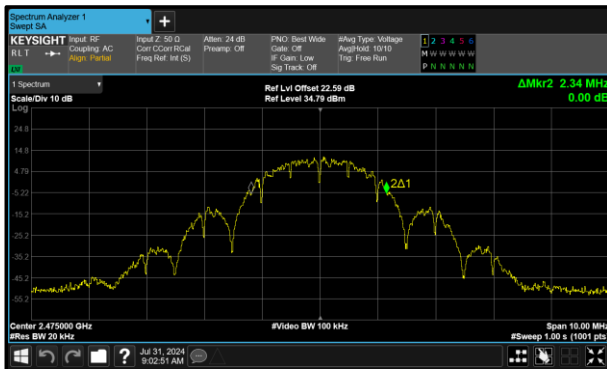 Spectrum Analyzer 1
Swept SA
KEYSIGHT Input: RF Input Z: 50 Ω Atten: 24 dB PNO: Best Wide #Avg Type: Voltage 1 2 3 4 5 6
RLT Coupling: AC Corr CCorr RCal Preamp: Off Gate: Off Avg|Hold: 10/10 M W W W W W
Align: Partial Freq Ref: Int (S) IF Gain: Low Trig: Free Run
Sig Track: Off P N N N N N
LXI
1 Spectrum Ref Lvl Offset 22.59 dB ΔMkr2 2.34 MHz
Scale/Div 10 dB Ref Level 34.79 dBm 0.00 dB
Log
24.8
14.8
4.79
2Δ1
-5.22
-15.2
-25.2
-35.2
-45.2
-55.2
Center 2.475000 GHz #Video BW 100 kHz Span 10.00 MHz
#Res BW 20 kHz #Sweep 1.00 s (1001 pts)
? Jul 31, 2024
9:02:51 AM